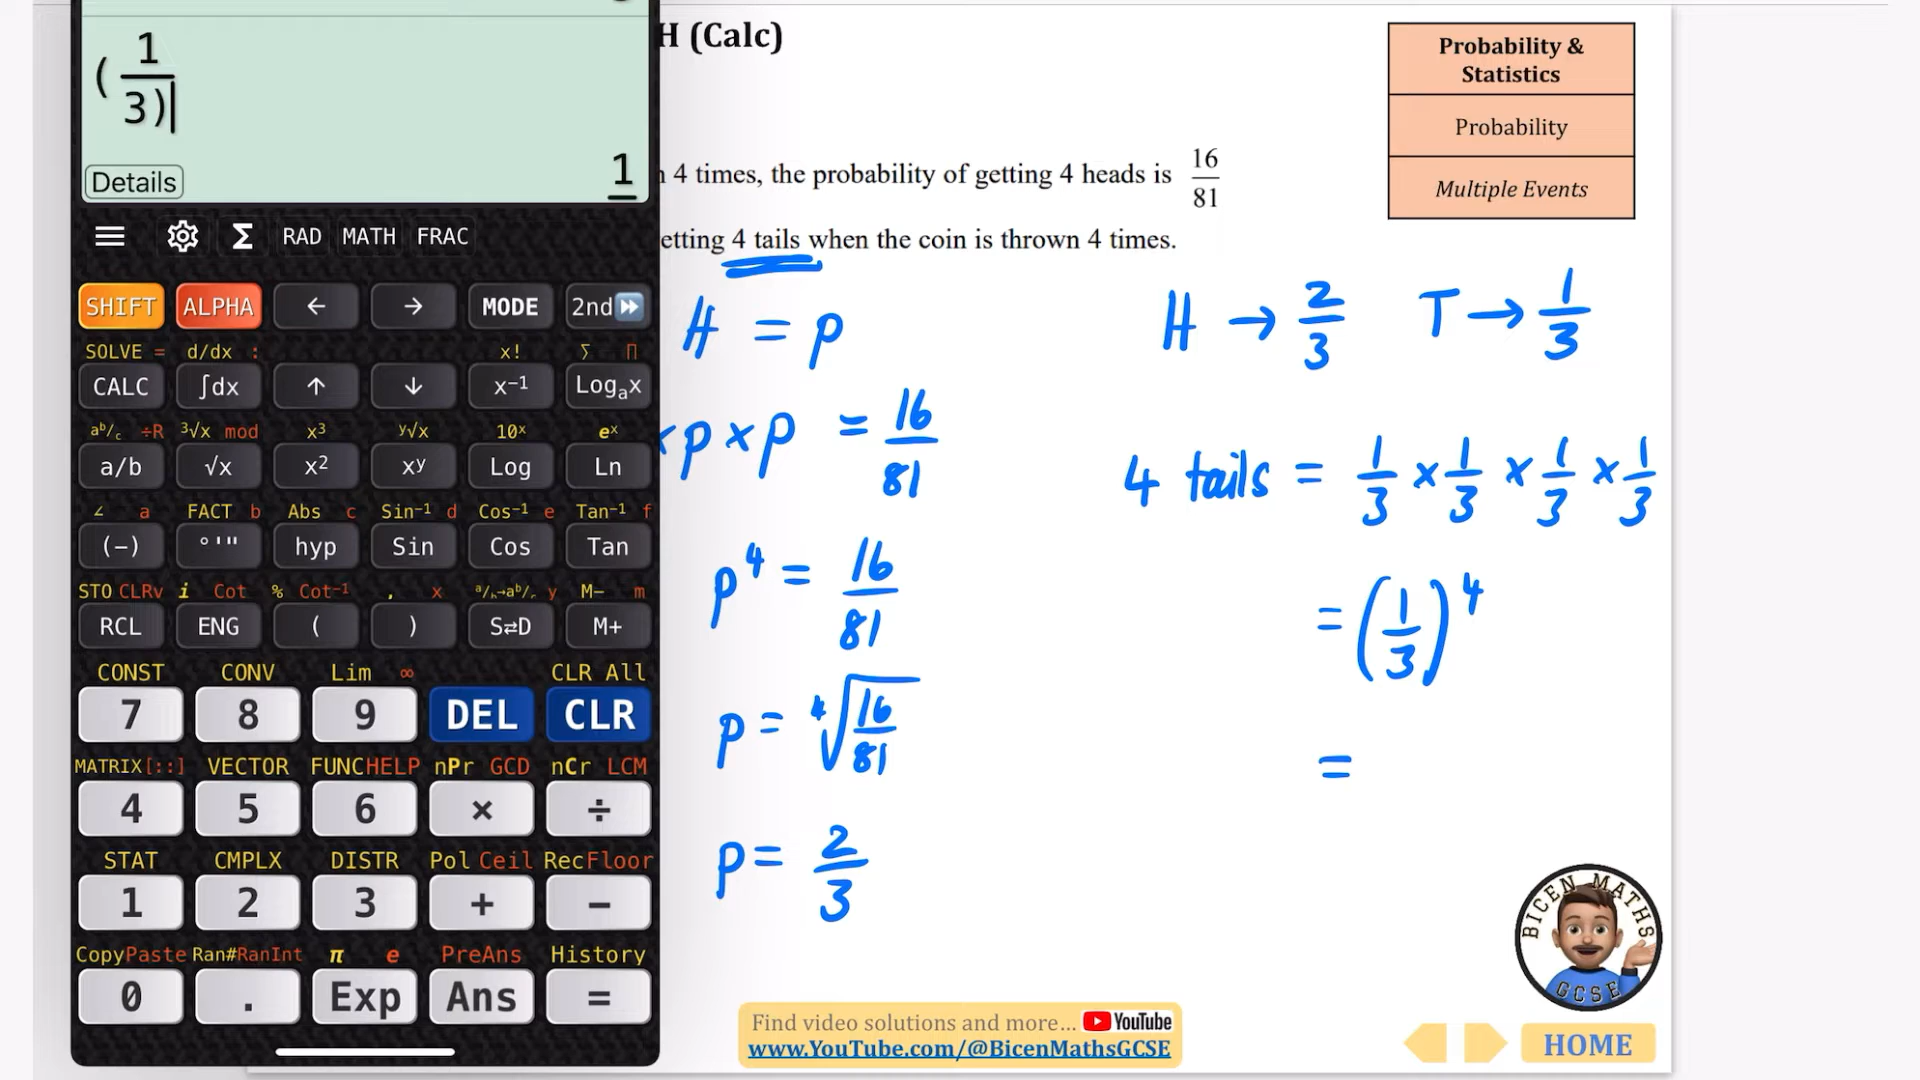 (1/3)
Details
1
RAD MATH FRAC
SHIFT ALPHA ← → MODE 2nd
SOLVE = d/dx : x! ∑ ∏
CALC ∫dx ↑ ↓ x⁻¹ Logₐx
aᵇ/c ÷R ³√x mod x³ ʸ√x 10ˣ eˣ
a/b √x x² xʸ Log Ln
∠ a FACT b Abs c Sin⁻¹ d Cos⁻¹ e Tan⁻¹ f
(−) °'" hyp Sin Cos Tan
STO CLRv i Cot % Cot⁻¹ , x y M− m
RCL ENG ( ) S⇄D M+
CONST CONV Lim ∞ CLR All
7 8 9 DEL CLR
MATRIX[::] VECTOR FUNC HELP nPr GCD nCr LCM
4 5 6 × ÷
STAT CMPLX DISTR Pol Ceil Rec Floor
1 2 3 + −
Copy Paste Ran# RanInt π e PreAns History
0 . Exp Ans =
H (Calc)
4 times, the probability of getting 4 heads is 16/81
etting 4 tails when the coin is thrown 4 times.
H = p
× p × p = 16/81
p⁴ = 16/81
p = ⁴√16/81
p = 2/3
H → 2/3 T → 1/3
4 tails = 1/3 × 1/3 × 1/3 × 1/3
= (1/3)⁴
=
Probability &
Statistics
Probability
Multiple Events
BICEN MATHS
GCSE
Find video solutions and more... YouTube
www.YouTube.com/@BicenMathsGCSE
HOME